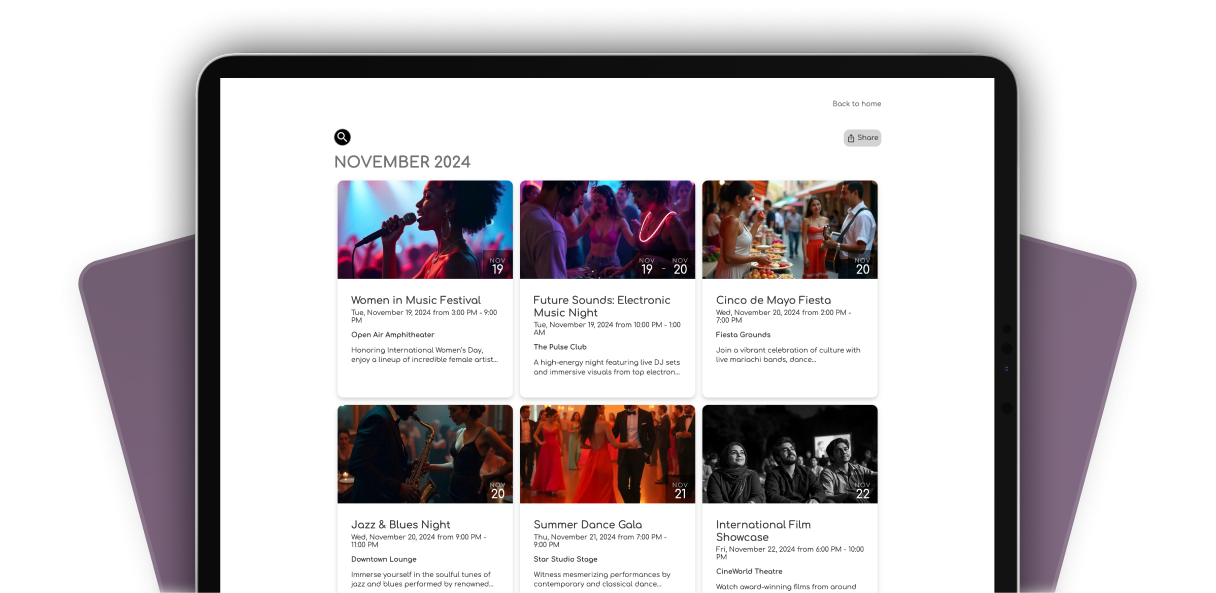 Back to home
Share
NOVEMBER 2024
NOV
19
NOV NOV
19 - 20
NOV
20
Women in Music Festival
Tue, November 19, 2024 from 3:00 PM - 9:00
PM
Open Air Amphitheater
Honoring International Women's Day,
enjoy a lineup of incredible female artist...
Future Sounds: Electronic
Music Night
Tue, November 19, 2024 from 10:00 PM - 1:00
AM
The Pulse Club
A high-energy night featuring live DJ sets
and immersive visuals from top electron...
Cinco de Mayo Fiesta
Wed, November 20, 2024 from 2:00 PM -
7:00 PM
Fiesta Grounds
Join a vibrant celebration of culture with
live mariachi bands, dance...
NOV
20
NOV
21
NOV
22
Jazz & Blues Night
Wed, November 20, 2024 from 9:00 PM -
11:00 PM
Downtown Lounge
Immerse yourself in the soulful tunes of
jazz and blues performed by renowned...
Summer Dance Gala
Thu, November 21, 2024 from 7:00 PM -
9:00 PM
Star Studio Stage
Witness mesmerizing performances by
contemporary and classical dance...
International Film
Showcase
Fri, November 22, 2024 from 6:00 PM - 10:00
PM
CineWorld Theatre
Watch award-winning films from around